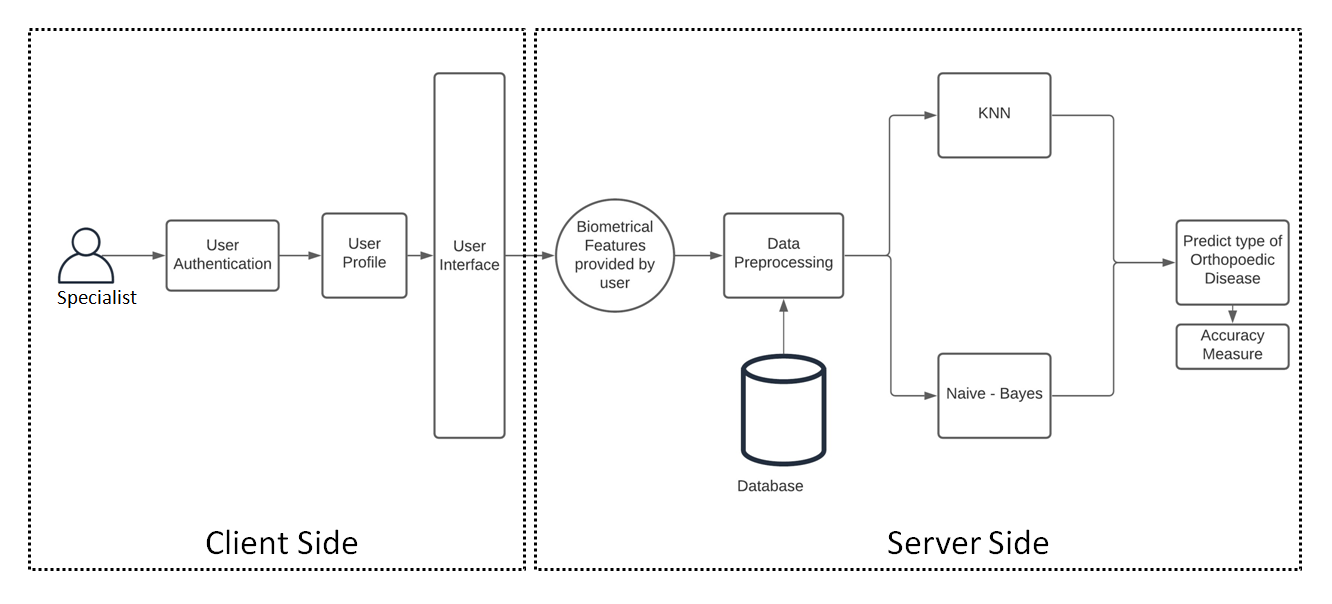 Specialist
User
Authentication
User
Profile
User
Interface
Client Side
Biometrical
Features
provided by
user
Data
Preprocessing
Database
KNN
Naive - Bayes
Predict type of
Orthopoedic
Disease
Accuracy
Measure
Server Side